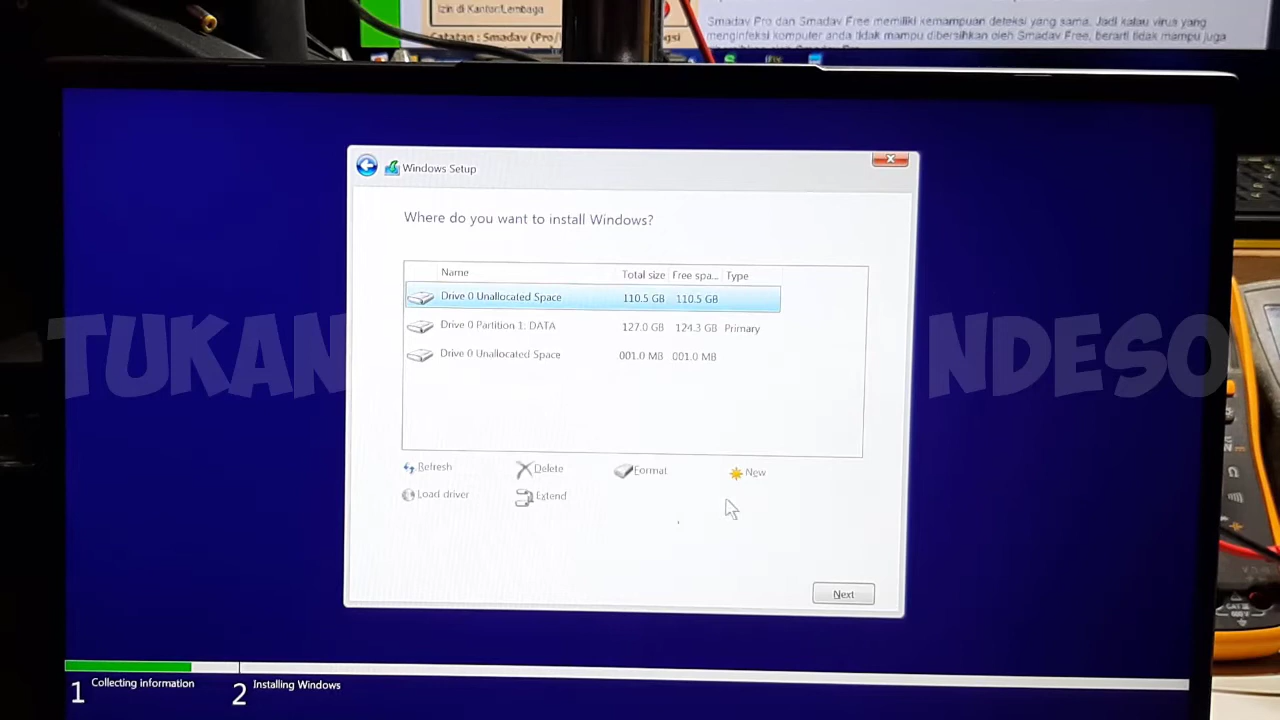 Izin di Kantor/Lembaga
Catatan : Smadav (Pro/
Smadav Pro dan Smadav Free memiliki kemampuan deteksi yang sama. Jadi kalau virus yang
menginfeksi komputer anda tidak mampu dibersihkan oleh Smadav Free, berarti tidak mampu juga
Windows Setup
Where do you want to install Windows?
Name Total size Free spa... Type
Drive 0 Unallocated Space 110.5 GB 110.5 GB
Drive 0 Partition 1: DATA 127.0 GB 124.3 GB Primary
Drive 0 Unallocated Space 001.0 MB 001.0 MB
TUKAN NDESO
Refresh Delete Format New
Load driver Extend
Next
1 Collecting information 2 Installing Windows